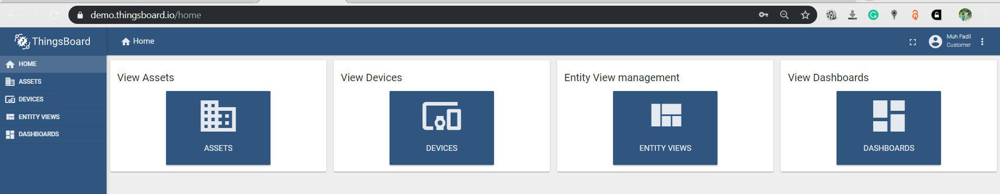 demo.thingsboard.io/home
ThingsBoard
Home
Muh Fadil
Customer
HOME
ASSETS
DEVICES
ENTITY VIEWS
DASHBOARDS
View Assets
ASSETS
View Devices
DEVICES
Entity View management
ENTITY VIEWS
View Dashboards
DASHBOARDS